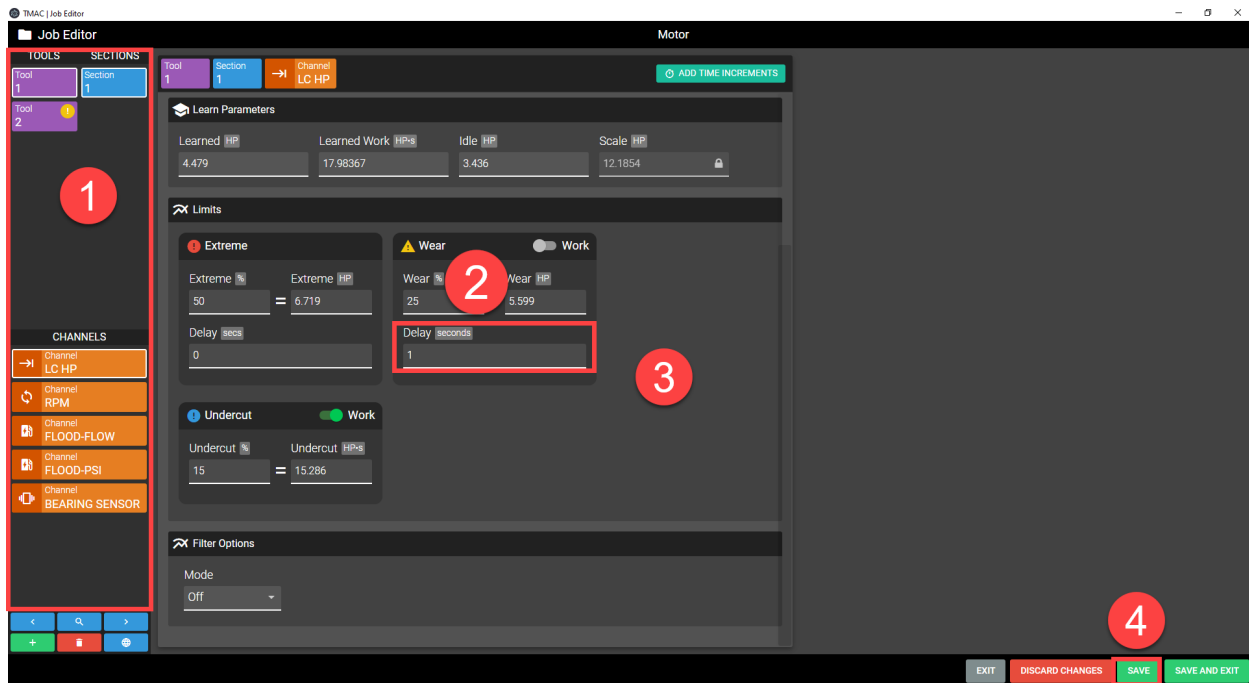 TMAC | Job Editor
Job Editor
Motor
TOOLS SECTIONS
Tool
1
Section
1
Tool
2
1
CHANNELS
Channel
LC HP
Channel
RPM
Channel
FLOOD-FLOW
Channel
FLOOD-PSI
Channel
BEARING SENSOR
Tool
1
Section
1
Channel
LC HP
ADD TIME INCREMENTS
Learn Parameters
Learned HP Learned Work HP•s Idle HP Scale HP
4.479 17.98367 3.436 12.1854
Limits
Extreme
Extreme % Extreme HP
50 = 6.719
Delay secs
0
Wear Work
Wear % Wear HP
2
25 5.599
Delay seconds
1
3
Undercut Work
Undercut % Undercut HP•s
15 = 15.286
Filter Options
Mode
Off
4
EXIT DISCARD CHANGES SAVE SAVE AND EXIT